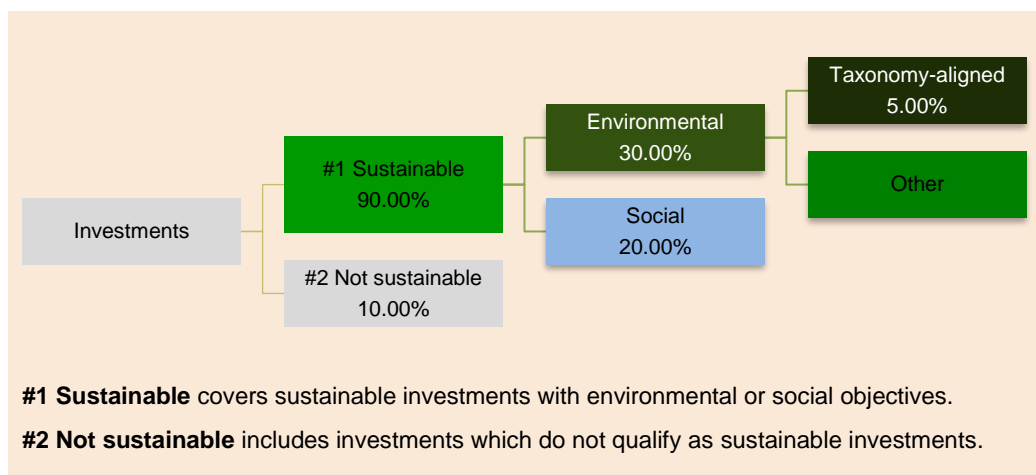 Investments
#1 Sustainable
90.00%
#2 Not sustainable
10.00%
Environmental
30.00%
Social
20.00%
Taxonomy-aligned
5.00%
Other
#1 Sustainable covers sustainable investments with environmental or social objectives.
#2 Not sustainable includes investments which do not qualify as sustainable investments.